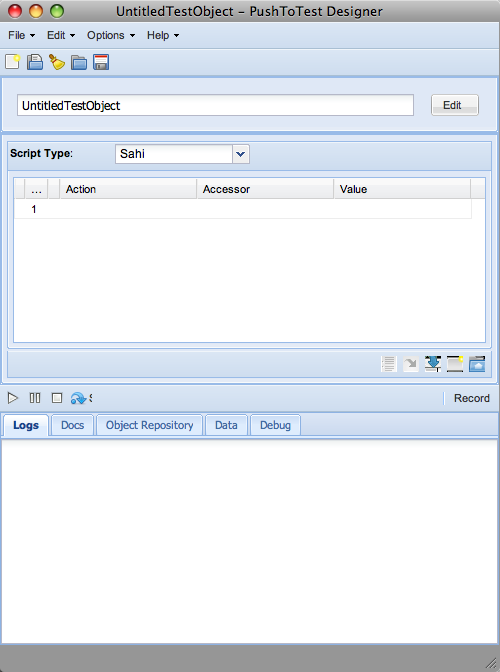 UntitledTestObject – PushToTest Designer
File Edit Options Help
UntitledTestObject Edit
Script Type: Sahi
... Action Accessor Value
1
Record
Logs Docs Object Repository Data Debug